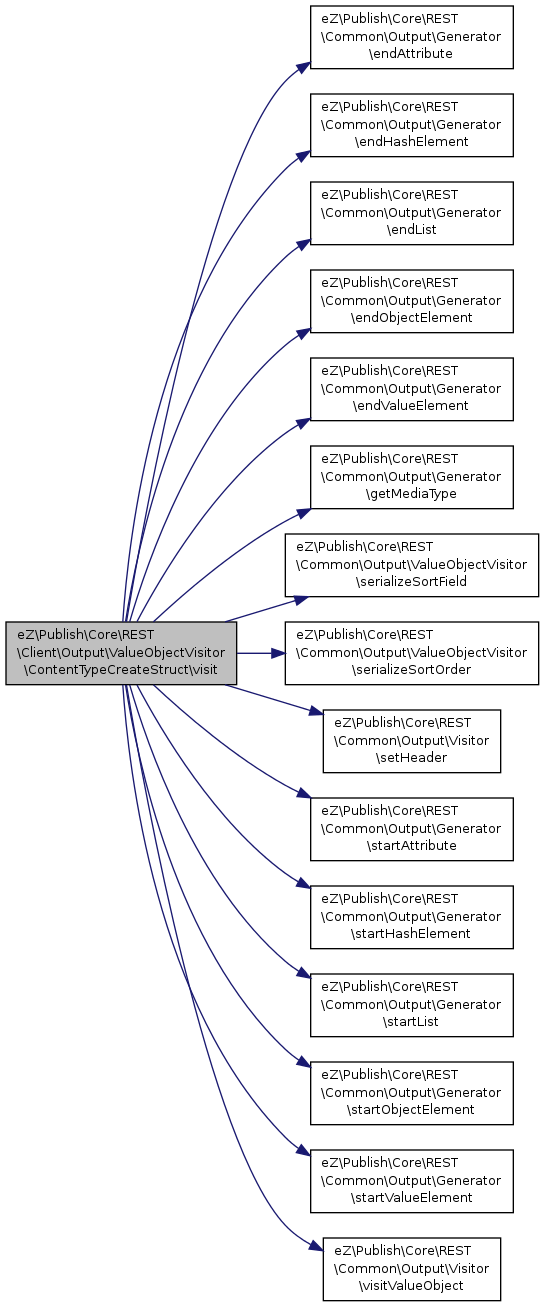 eZ\Publish\Core\REST
\Common\Output\Generator
\endAttribute
eZ\Publish\Core\REST
\Common\Output\Generator
\endHashElement
eZ\Publish\Core\REST
\Common\Output\Generator
\endList
eZ\Publish\Core\REST
\Common\Output\Generator
\endObjectElement
eZ\Publish\Core\REST
\Common\Output\Generator
\endValueElement
eZ\Publish\Core\REST
\Common\Output\Generator
\getMediaType
eZ\Publish\Core\REST
\Common\Output\ValueObjectVisitor
\serializeSortField
eZ\Publish\Core\REST
\Client\Output\ValueObjectVisitor
\ContentTypeCreateStruct\visit
eZ\Publish\Core\REST
\Common\Output\ValueObjectVisitor
\serializeSortOrder
eZ\Publish\Core\REST
\Common\Output\Visitor
\setHeader
eZ\Publish\Core\REST
\Common\Output\Generator
\startAttribute
eZ\Publish\Core\REST
\Common\Output\Generator
\startHashElement
eZ\Publish\Core\REST
\Common\Output\Generator
\startList
eZ\Publish\Core\REST
\Common\Output\Generator
\startObjectElement
eZ\Publish\Core\REST
\Common\Output\Generator
\startValueElement
eZ\Publish\Core\REST
\Common\Output\Visitor
\visitValueObject